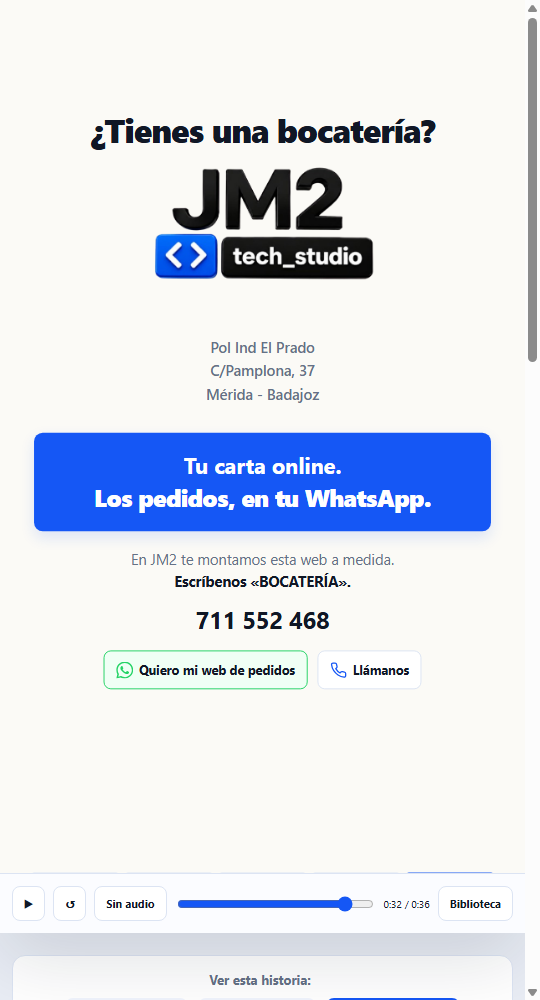 ¿Tienes una bocatería?
JM2
<> tech_studio
Pol Ind El Prado
C/Pamplona, 37
Mérida - Badajoz
Tu carta online.
Los pedidos, en tu WhatsApp.
En JM2 te montamos esta web a medida.
Escríbenos «BOCATERÍA».
711 552 468
Quiero mi web de pedidos
Llámanos
Sin audio
0:32 / 0:36
Biblioteca
Ver esta historia: